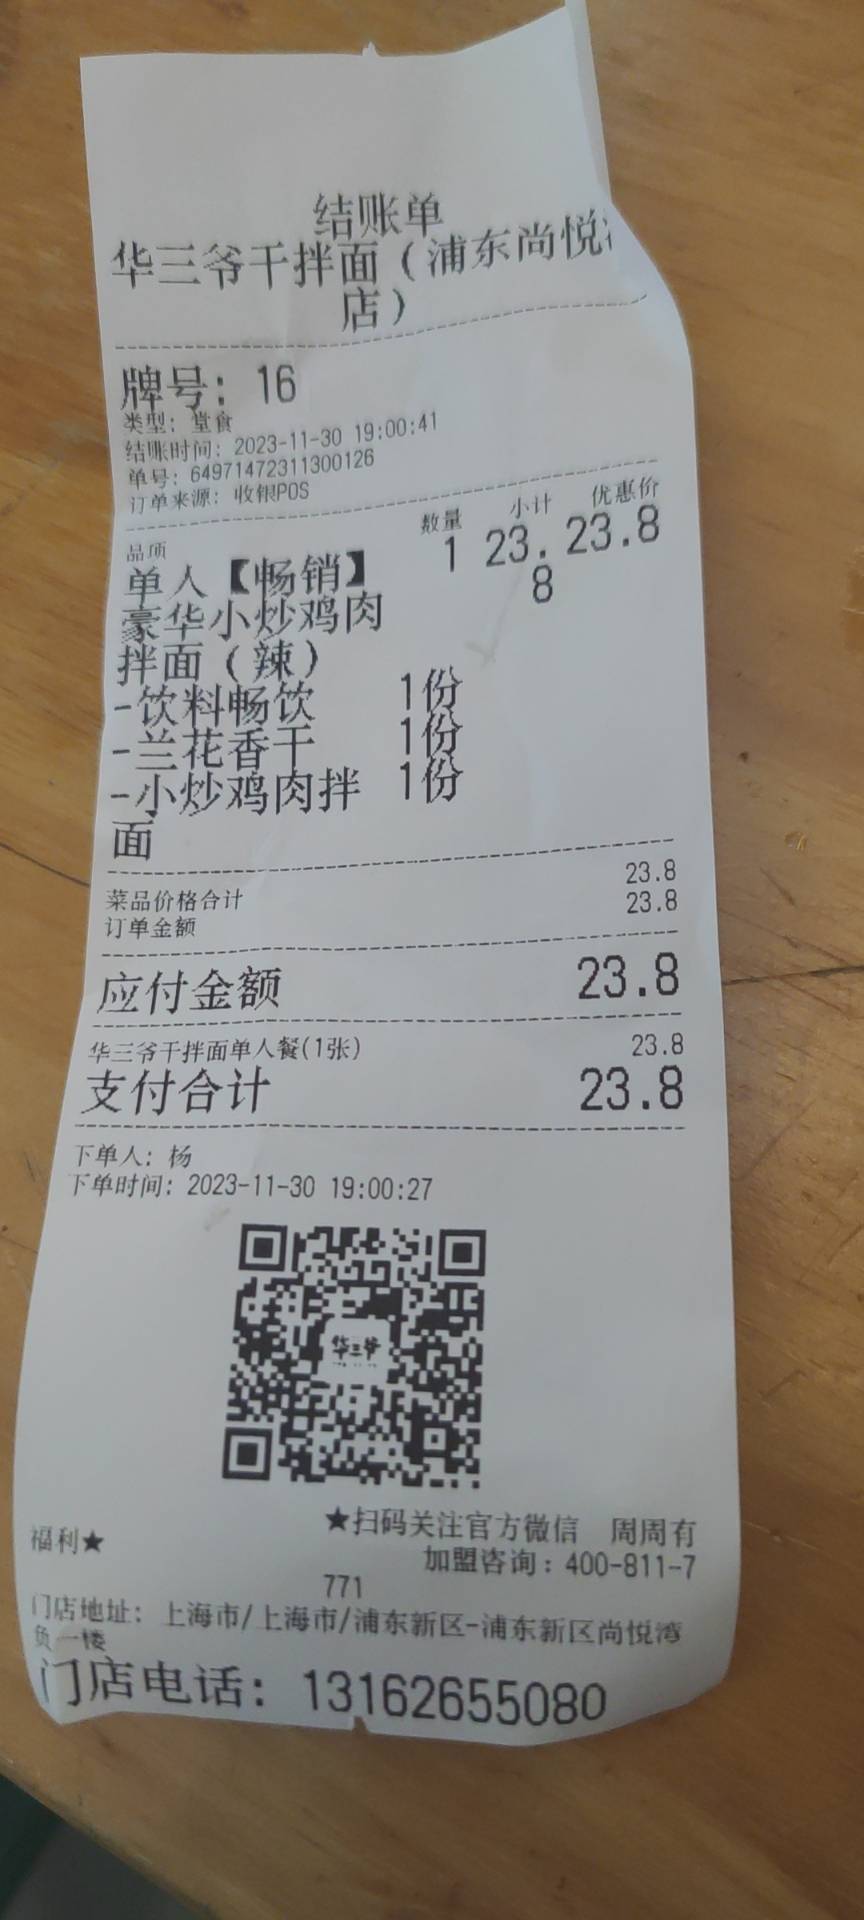 结账单
华三爷干拌面（浦东尚悦
店）
牌号：16
类型：堂食
结账时间：2023-11-30 19:00:41
单号：64971472311300126
订单来源：收银POS
品项 数量 小计 优惠价
单人【畅销】 1 23. 23.8
豪华小炒鸡肉 8
拌面（辣）
-饮料畅饮 1份
-兰花香干 1份
-小炒鸡肉拌 1份
面
菜品价格合计 23.8
订单金额 23.8
应付金额 23.8
华三爷干拌面单人餐(1张) 23.8
支付合计 23.8
下单人：杨
下单时间：2023-11-30 19:00:27
华三爷
★扫码关注官方微信 周周有
福利★
加盟咨询：400-811-7
771
门店地址：上海市/上海市/浦东新区-浦东新区尚悦湾
负一楼
门店电话：13162655080